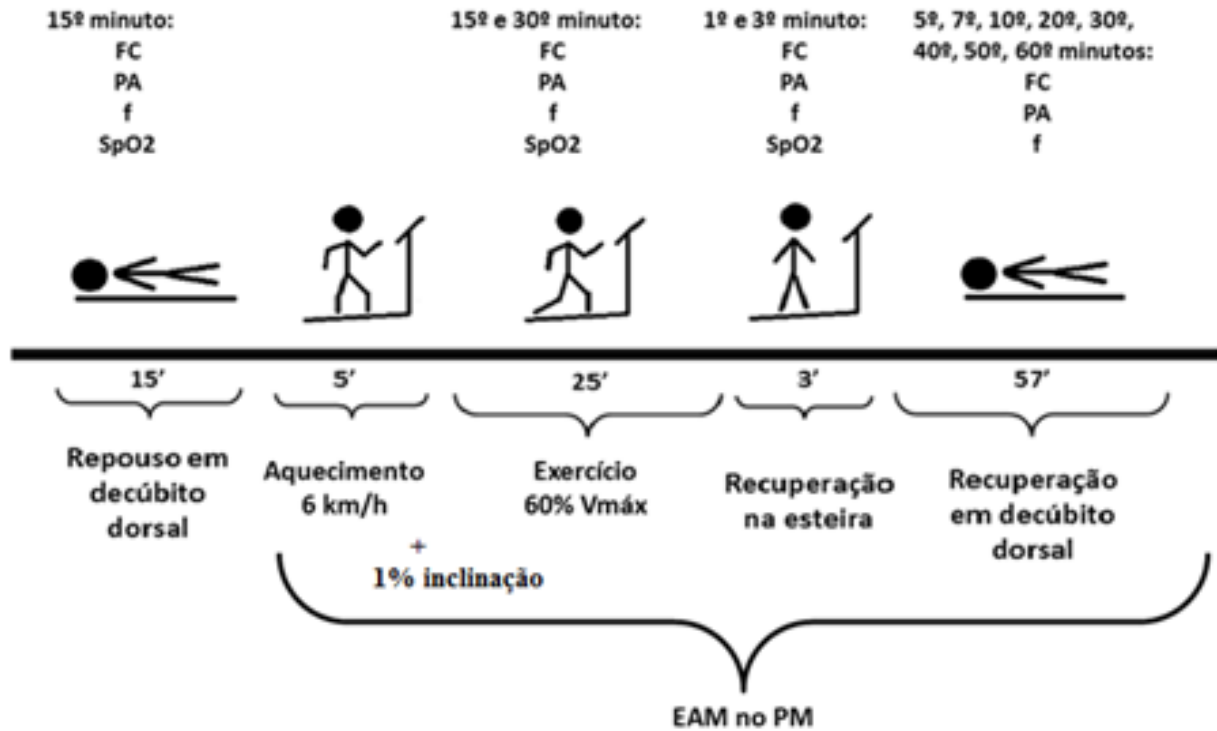 15º minuto:
FC
PA
f
SpO2
15º e 30º minuto:
FC
PA
f
SpO2
1º e 3º minuto:
FC
PA
f
SpO2
5º, 7º, 10º, 20º, 30º,
40º, 50º, 60º minutos:
FC
PA
f
15’
5’
25’
3’
57’
Repouso em
decúbito
dorsal
Aquecimento
6 km/h
+
1% inclinação
Exercício
60% Vmáx
Recuperação
na esteira
Recuperação
em decúbito
dorsal
EAM no PM